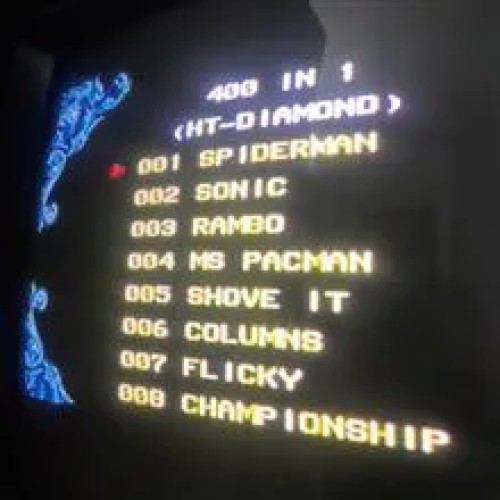 400 IN 1
(HT-DIAMOND)
001 SPIDERMAN
002 SONIC
003 RAMBO
004 MS PACMAN
005 SHOVE IT
006 COLUMNS
007 FLICKY
008 CHAMPIONSHIP